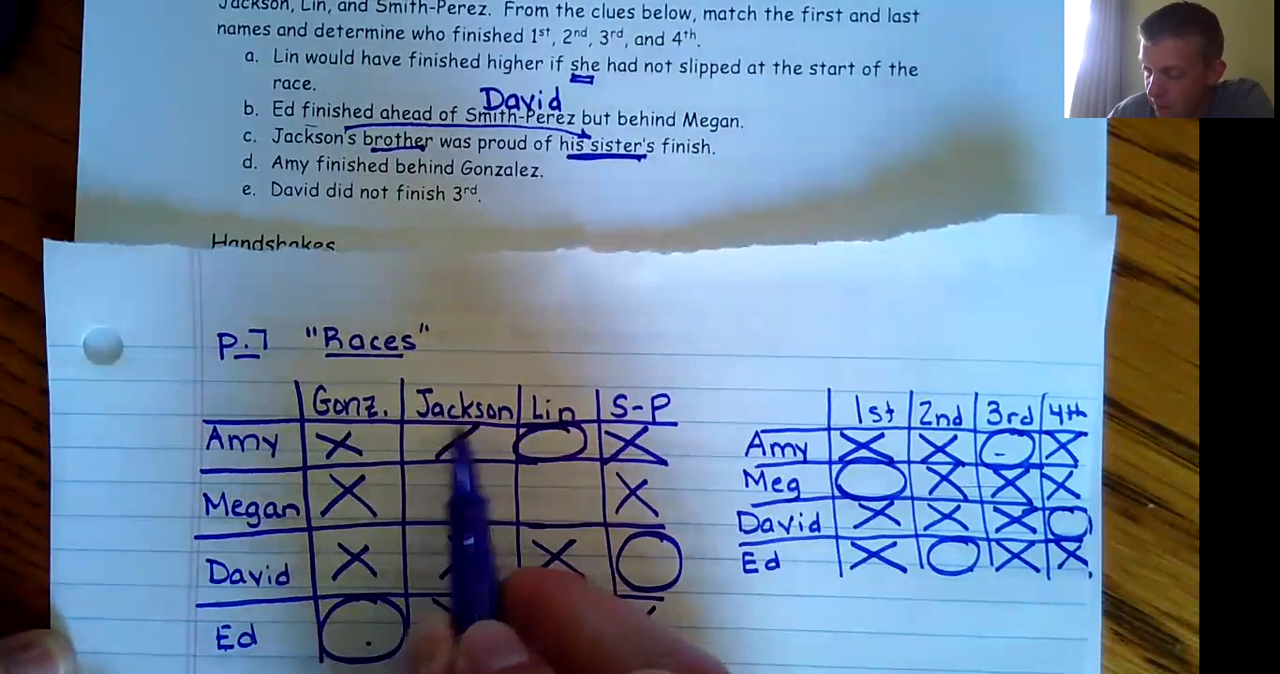 Jackson, Lin, and Smith-Perez. From the clues below, match the first and last
names and determine who finished 1st, 2nd, 3rd, and 4th.
a. Lin would have finished higher if she had not slipped at the start of the
race.
David
b. Ed finished ahead of Smith-Perez but behind Megan.
c. Jackson's brother was proud of his sister's finish.
d. Amy finished behind Gonzalez.
e. David did not finish 3rd.
Handshakes
P.7 "Races"
Gonz. Jackson Lin S-P
Amy X O X
Megan X X
David X X O
Ed O
1st 2nd 3rd 4th
Amy X X O X
Meg O X X X
David X X X O
Ed X O X X